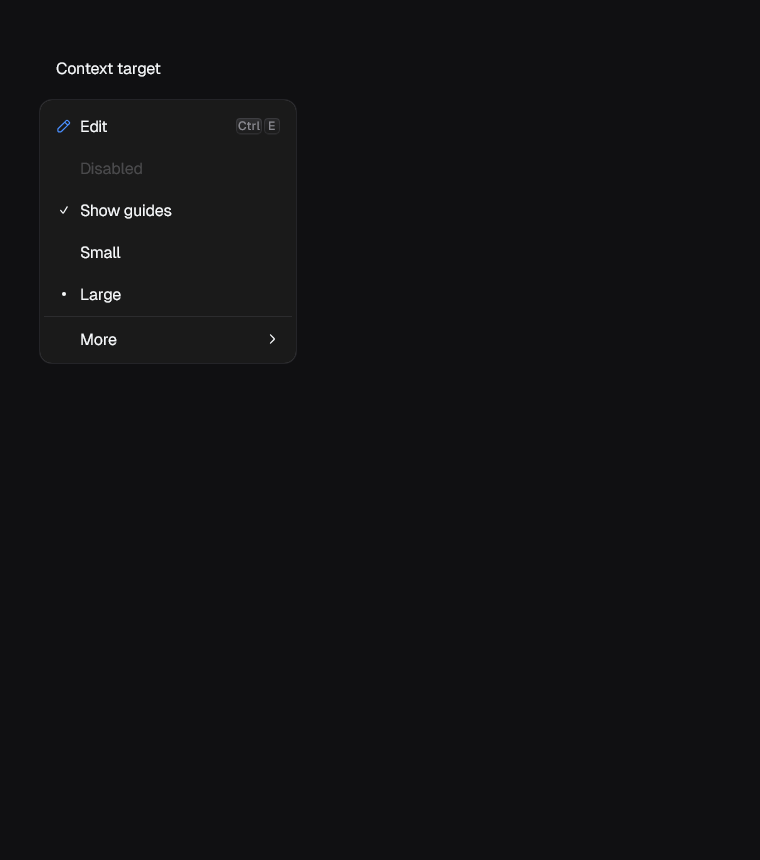 Context target
Edit Ctrl E
Disabled
Show guides
Small
Large
More